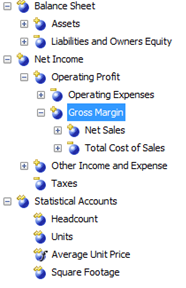 Balance Sheet
Assets
Liabilities and Owners Equity
Net Income
Operating Profit
Operating Expenses
Gross Margin
Net Sales
Total Cost of Sales
Other Income and Expense
Taxes
Statistical Accounts
Headcount
Units
Average Unit Price
Square Footage